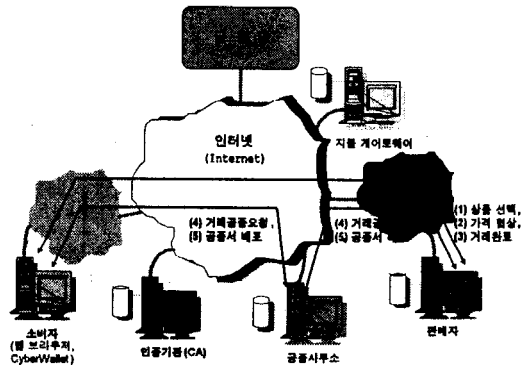 인터넷
(Internet)
지불 게이트웨이
(4) 거래공증요청,
(5) 공증서 배포
(4) 거래공
(5) 공증서
(1) 상품 선택,
(2) 가격 협상,
(3) 거래완료
소비자
(웹 브라우저,
CyberWallet)
인증기관(CA)
공증사무소
판매자